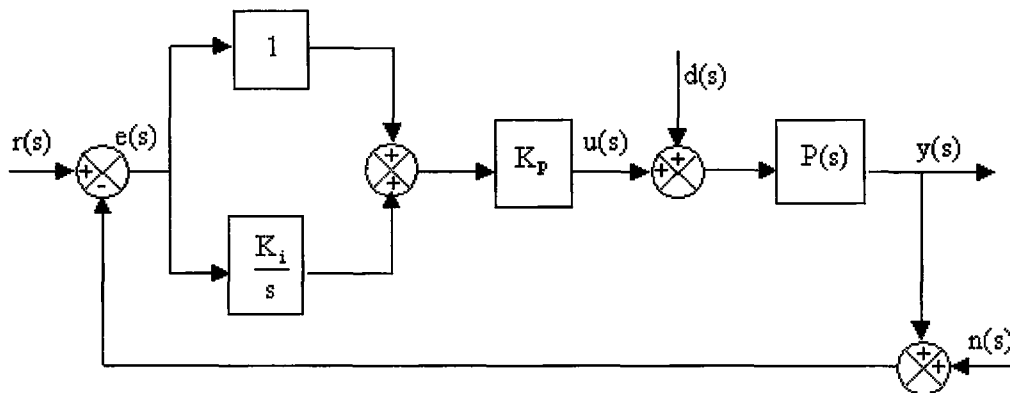 1
d(s)
r(s)
e(s)
+
-
+
+
K_p
u(s)
+
+
P(s)
y(s)
K_i
s
+
+
n(s)